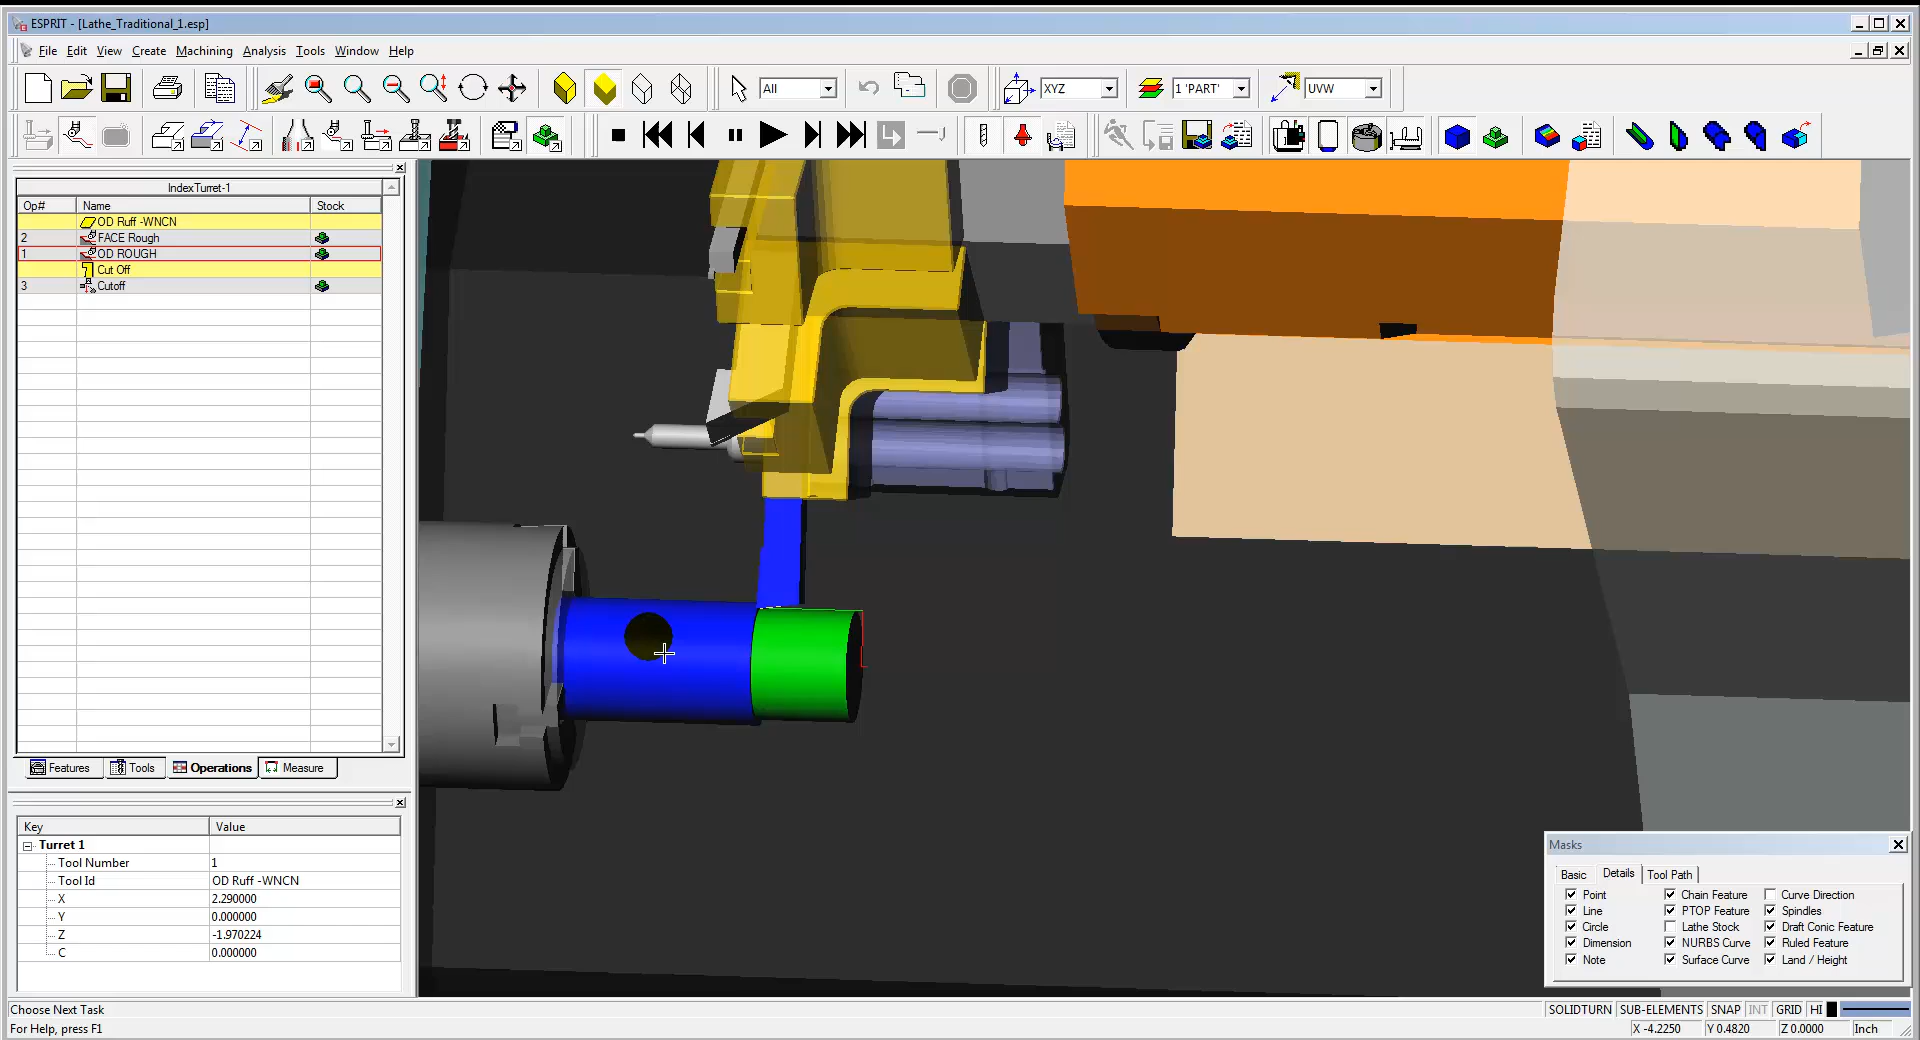 ESPRIT - [Lathe_Traditional_1.esp]
File Edit View Create Machining Analysis Tools Window Help
All XYZ 1 'PART' UVW
IndexTurret-1
Op# Name Stock
OD Ruff -WNCN
2 FACE Rough
1 OD ROUGH
Cut Off
3 Cutoff
Features Tools Operations Measure
Key Value
Turret 1
Tool Number 1
Tool Id OD Ruff -WNCN
X 2.290000
Y 0.000000
Z -1.970224
C 0.000000
Masks
Basic Details Tool Path
Point Chain Feature Curve Direction
Line PTOP Feature Spindles
Circle Lathe Stock Draft Conic Feature
Dimension NURBS Curve Ruled Feature
Note Surface Curve Land / Height
Choose Next Task
SOLIDTURN SUB-ELEMENTS SNAP INT GRID HI
For Help, press F1
X -4.2250 Y 0.4820 Z 0.0000 Inch